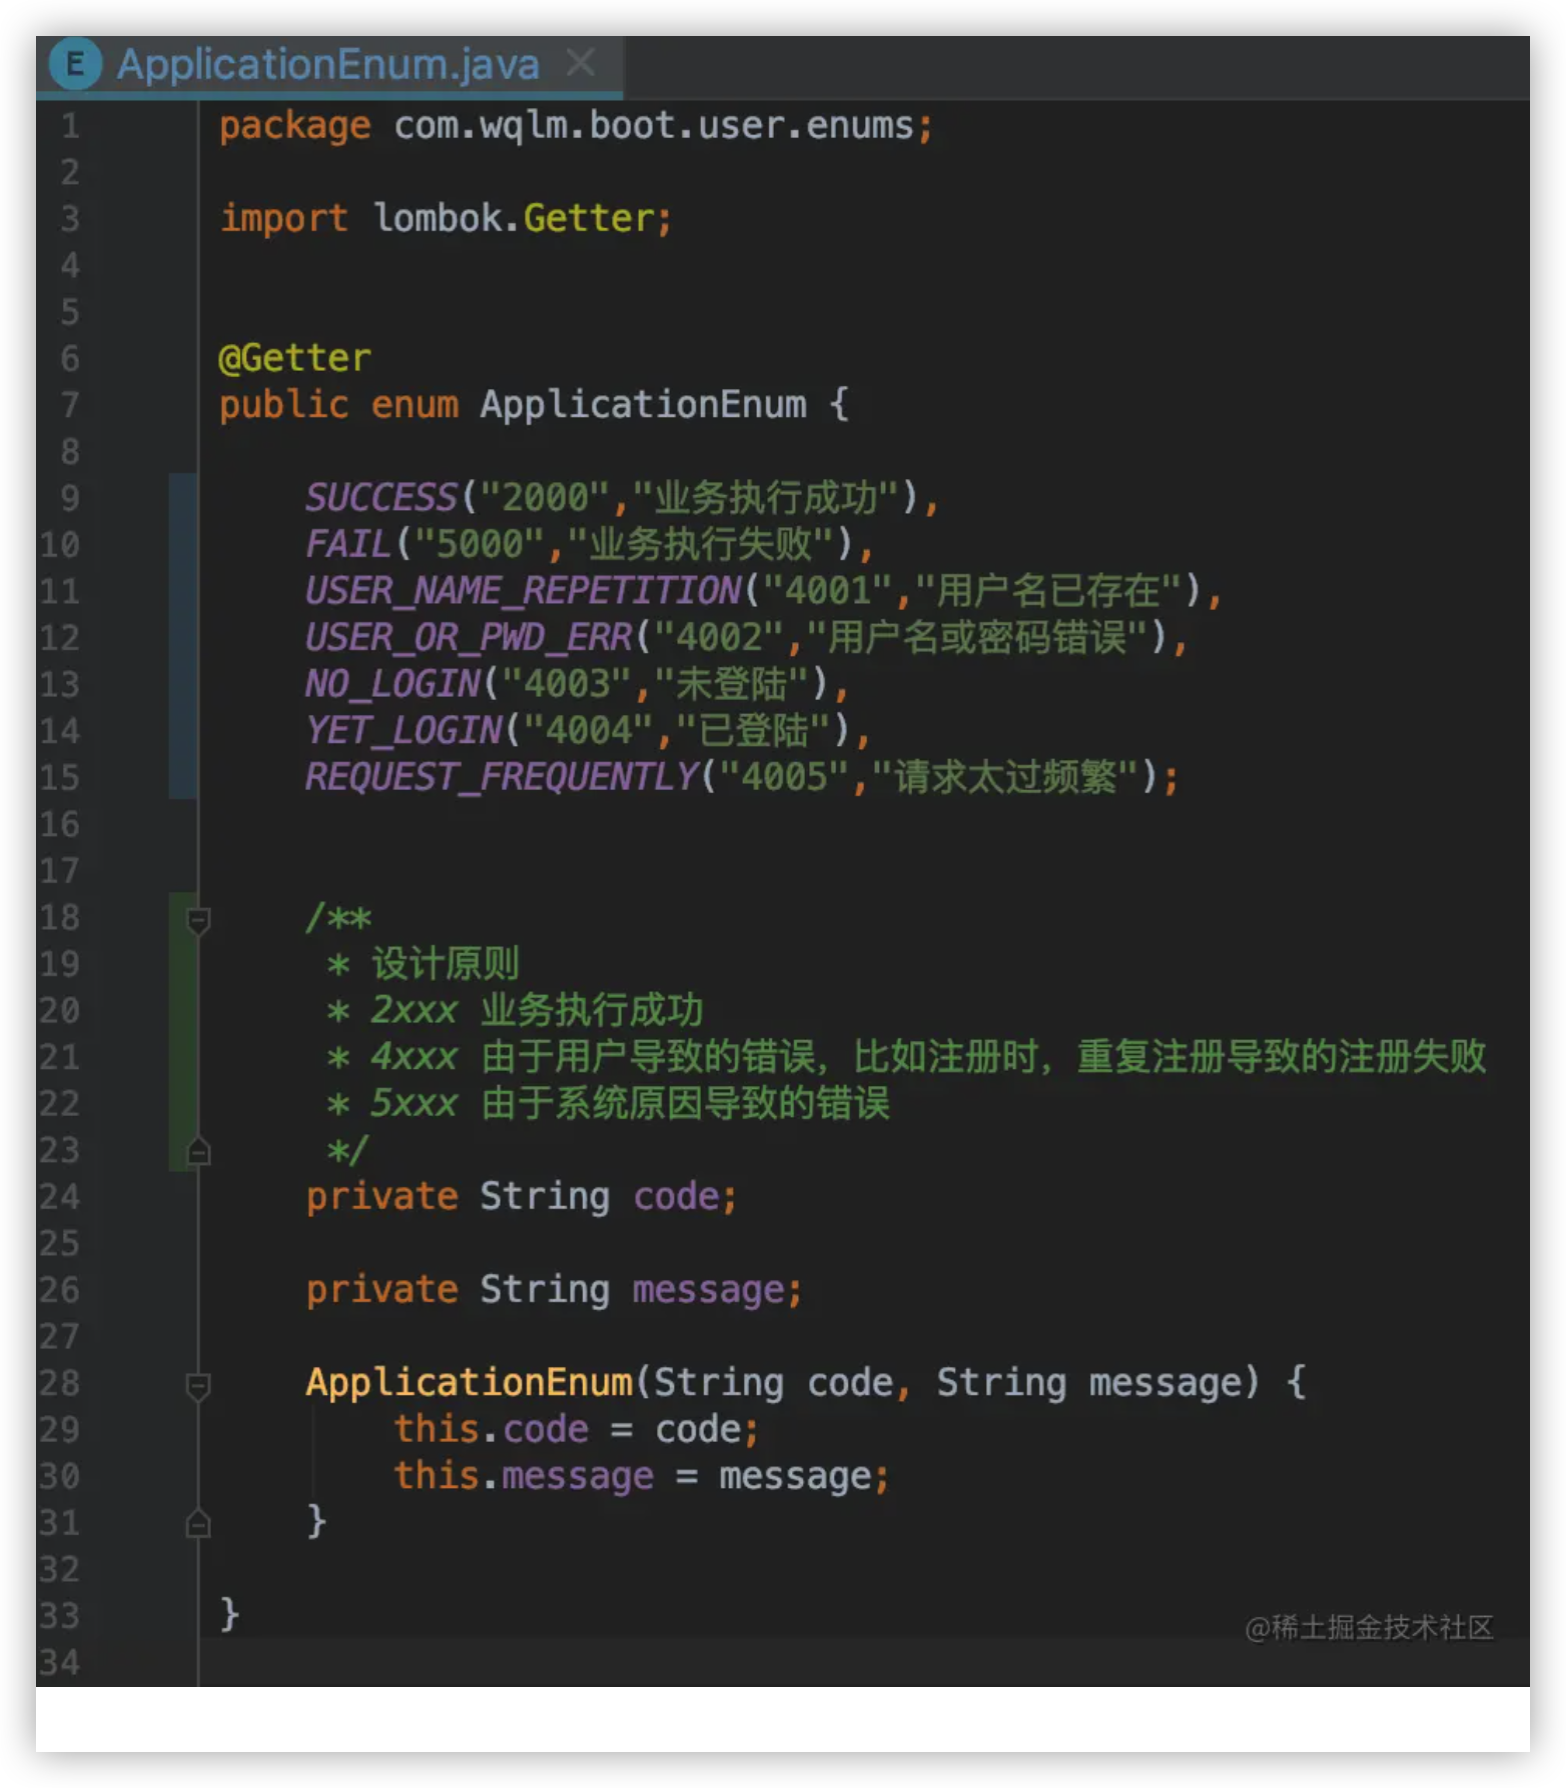 E ApplicationEnum.java ×
1 package com.wqlm.boot.user.enums;
2
3 import lombok.Getter;
4
5
6 @Getter
7 public enum ApplicationEnum {
8
9 SUCCESS("2000","业务执行成功"),
10 FAIL("5000","业务执行失败"),
11 USER_NAME_REPETITION("4001","用户名已存在"),
12 USER_OR_PWD_ERR("4002","用户名或密码错误"),
13 NO_LOGIN("4003","未登陆"),
14 YET_LOGIN("4004","已登陆"),
15 REQUEST_FREQUENTLY("4005","请求太过频繁");
16
17
18 /**
19 * 设计原则
20 * 2xxx 业务执行成功
21 * 4xxx 由于用户导致的错误，比如注册时，重复注册导致的注册失败
22 * 5xxx 由于系统原因导致的错误
23 */
24 private String code;
25
26 private String message;
27
28 ApplicationEnum(String code, String message) {
29 this.code = code;
30 this.message = message;
31 }
32
33 }
34
@稀土掘金技术社区